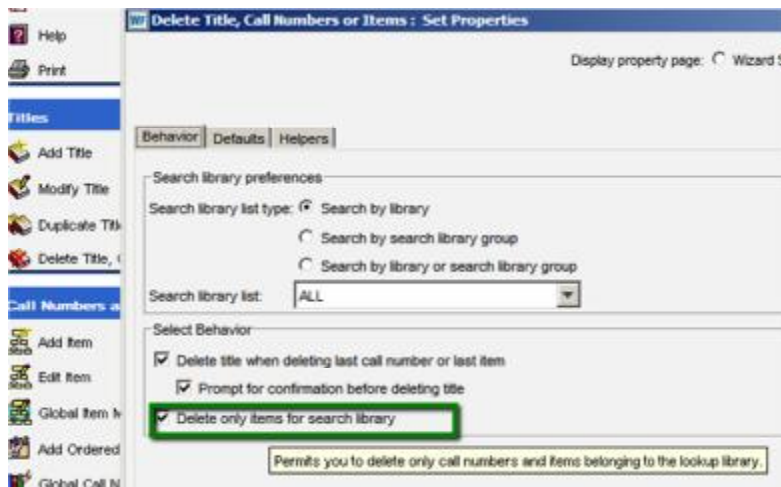 Help
Print
Titles
Add Title
Modify Title
Duplicate Titl
Delete Title, C
Call Numbers a
Add Item
Edit Item
Global Item M
Add Ordered
Global Call N
WF Delete Title, Call Numbers or Items : Set Properties
Display property page: Wizard S
Behavior Defaults Helpers
Search library preferences
Search library list type: Search by library
Search by search library group
Search by library or search library group
Search library list: ALL
Select Behavior
Delete title when deleting last call number or last item
Prompt for confirmation before deleting title
Delete only items for search library
Permits you to delete only call numbers and items belonging to the lookup library.